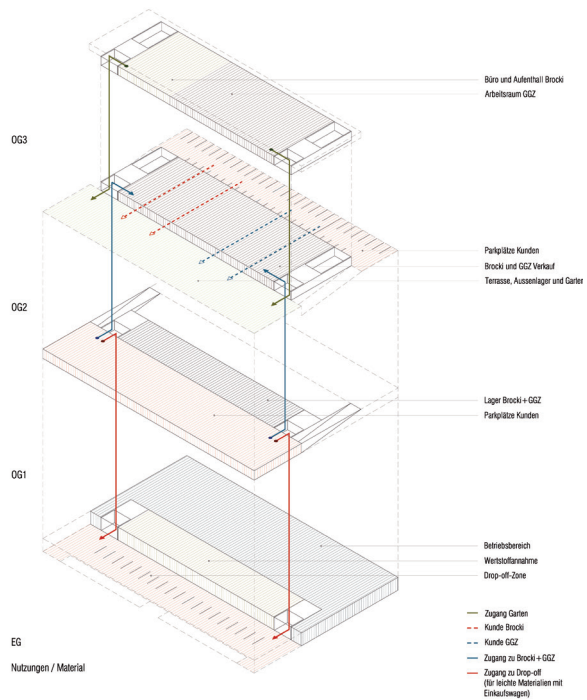 Büro und Aufenthall Brocki
Arbeitsraum GGZ
OG3
Parkplätze Kunden
Brocki und GGZ Verkauf
Terrasse, Aussenlager und Garten
OG2
Lager Brocki+GGZ
Parkplätze Kunden
OG1
Betriebsbereich
Wertstoffannahme
Drop-off-Zone
Zugang Garten
Kunde Brocki
EG
Kunde GGZ
Zugang zu Brocki+GGZ
Nutzungen / Material
Zugang zu Drop-off
(für leichte Materialien mit
Einkaufswagen)